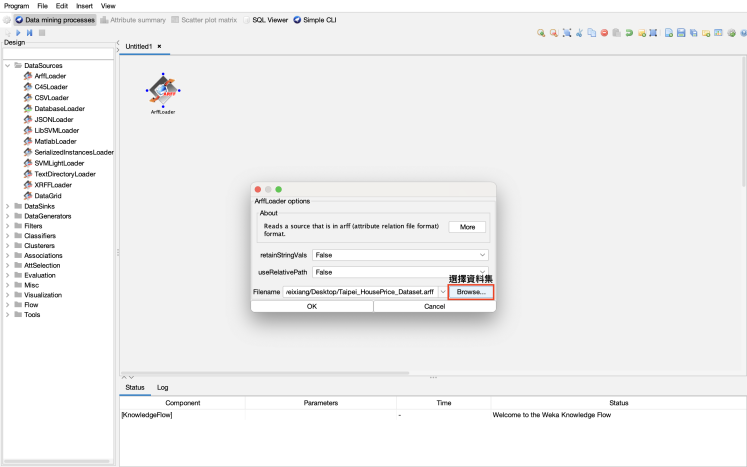 Program File Edit Insert View
Data mining processes Attribute summary Scatter plot matrix SQL Viewer Simple CLI
Design
Untitled1 ×
DataSources
ArffLoader
C45Loader
CSVLoader
DatabaseLoader
JSONLoader
LibSVMLoader
MatlabLoader
SerializedInstancesLoader
SVMLightLoader
TextDirectoryLoader
XRFFLoader
DataGrid
DataSinks
DataGenerators
Filters
Classifiers
Clusterers
Associations
AttSelection
Evaluation
Misc
Visualization
Flow
Tools
ARFF
ArffLoader
ArffLoader options
About
Reads a source that is in arff (attribute relation file format)
format.
More
retainStringVals False
useRelativePath False
選擇資料集
Filename eixiang/Desktop/Taipei_HousePrice_Dataset.arff Browse...
OK Cancel
Status Log
Component Parameters Time Status
[KnowledgeFlow] - Welcome to the Weka Knowledge Flow